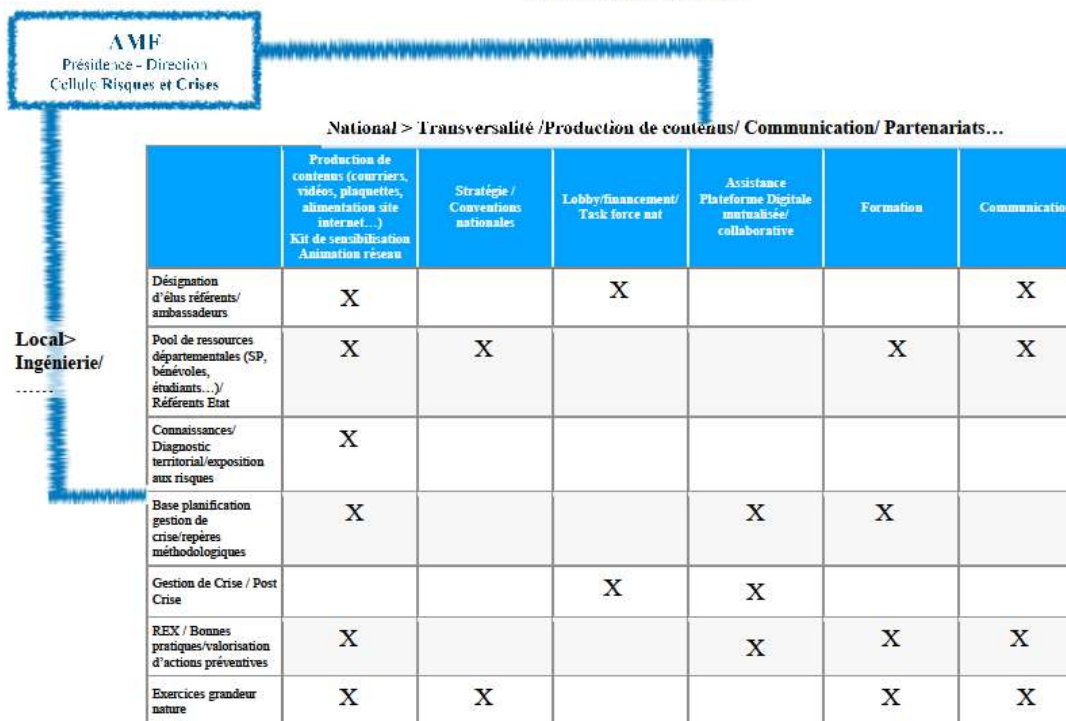 AMF
Présidence - Direction
Cellule Risques et Crises
National > Transversalité /Production de contenus/ Communication/ Partenariats…
Production de
contenus (courriers,
vidéos, plaquettes,
alimentation site
internet…)
Kit de sensibilisation
Animation réseau
Stratégie /
Conventions
nationales
Lobby/financement/
Task force nat
Assistance
Plateforme Digitale
mutualisée/
collaborative
Formation
Communication
Local>
Ingénierie/
......
Désignation
d'élus référents/
ambassadeurs
X
X
X
Pool de ressources
départementales (SP,
bénévoles,
étudiants…)/
Référents Etat
X
X
X
X
Connaissances/
Diagnostic
territorial/exposition
aux risques
X
Base planification
gestion de
crise/repères
méthodologiques
X
X
X
Gestion de Crise / Post
Crise
X
X
REX / Bonnes
pratiques/valorisation
d'actions préventives
X
X
X
X
Exercices grandeur
nature
X
X
X
X